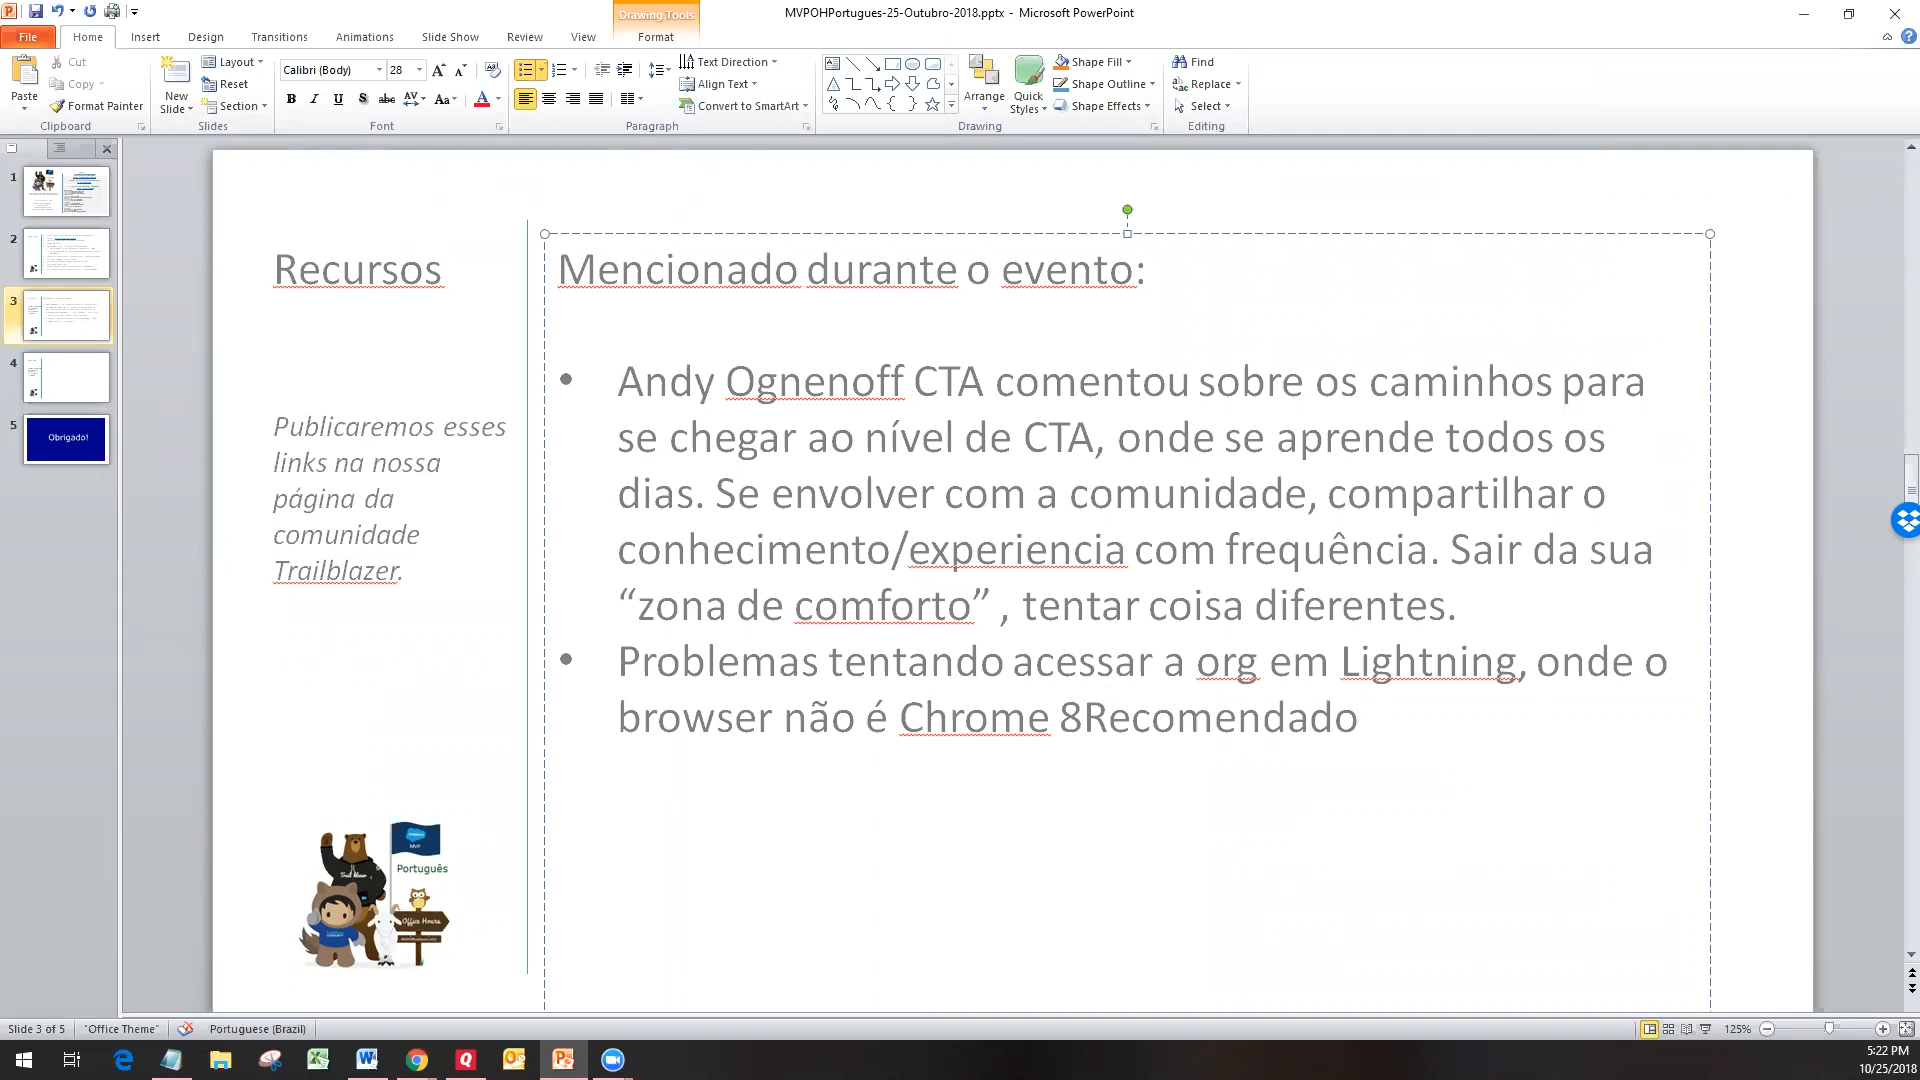 MVPOHPortugues-25-Outubro-2018.pptx - Microsoft PowerPoint
Drawing Tools
File Home Insert Design Transitions Animations Slide Show Review View Format
Paste
Cut
Copy
Format Painter
Clipboard
New Slide
Layout
Reset
Section
Slides
Calibri (Body) 28
Font
Text Direction
Align Text
Convert to SmartArt
Paragraph
Arrange
Quick Styles
Shape Fill
Shape Outline
Shape Effects
Drawing
Find
Replace
Select
Editing
1
2
3
4
5
Obrigado!
Recursos
Publicaremos esses
links na nossa
página da
comunidade
Trailblazer.
Português
Office Hours
Mencionado durante o evento:
• Andy Ognenoff CTA comentou sobre os caminhos para
se chegar ao nível de CTA, onde se aprende todos os
dias. Se envolver com a comunidade, compartilhar o
conhecimento/experiencia com frequência. Sair da sua
“zona de comforto” , tentar coisa diferentes.
• Problemas tentando acessar a org em Lightning, onde o
browser não é Chrome 8Recomendado
Slide 3 of 5 "Office Theme" Portuguese (Brazil) 125%
5:22 PM
10/25/2018